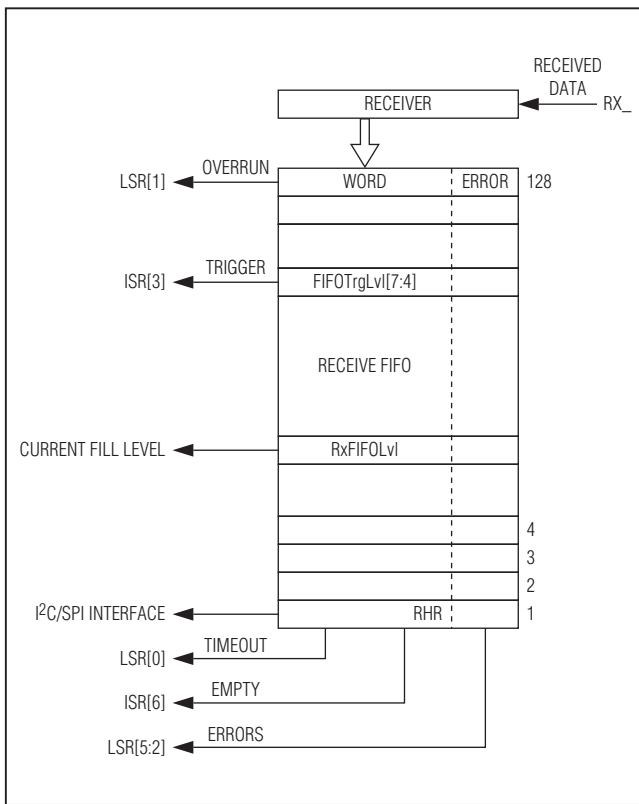 RECEIVED
DATA
RECEIVER
RX_
OVERRUN
LSR[1]
WORD
ERROR
128
TRIGGER
ISR[3]
FIFOTrgLvl[7:4]
RECEIVE FIFO
CURRENT FILL LEVEL
RxFIFOLvl
4
3
2
I²C/SPI INTERFACE
RHR
1
TIMEOUT
LSR[0]
EMPTY
ISR[6]
ERRORS
LSR[5:2]